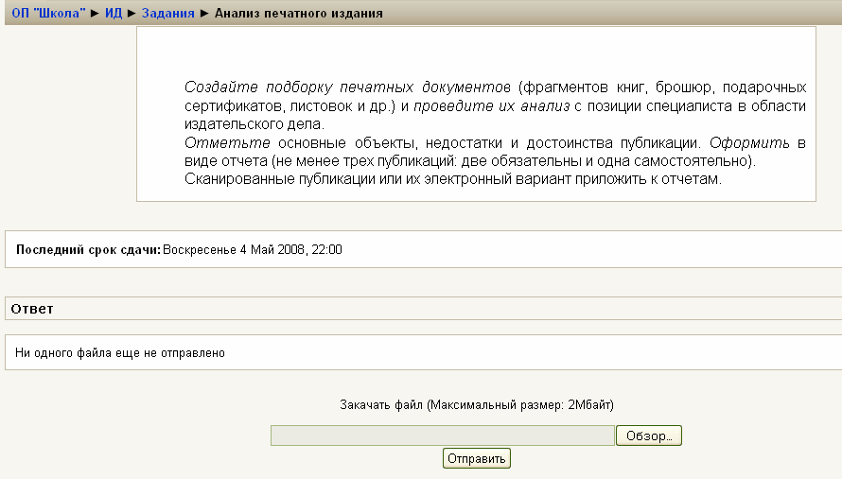 ОП "Школа" ► ИД ► Задания ► Анализ печатного издания
Создайте подборку печатных документов (фрагментов книг, брошюр, подарочных
сертификатов, листовок и др.) и проведите их анализ с позиции специалиста в области
издательского дела.
Отметьте основные объекты, недостатки и достоинства публикации. Оформить в
виде отчета (не менее трех публикаций: две обязательны и одна самостоятельно).
Сканированные публикации или их электронный вариант приложить к отчетам.
Последний срок сдачи: Воскресенье 4 Май 2008, 22:00
Ответ
Ни одного файла еще не отправлено
Закачать файл (Максимальный размер: 2Мбайт)
Обзор...
Отправить